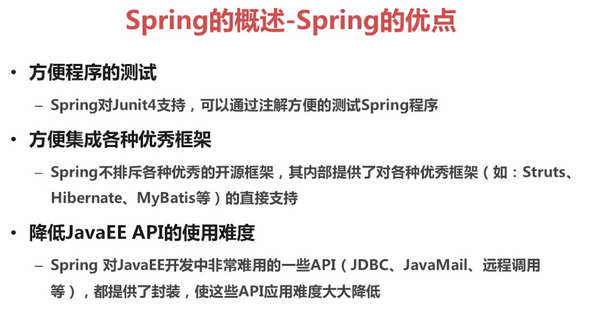 Spring的概述-Spring的优点
• 方便程序的测试
– Spring对Junit4支持，可以通过注解方便的测试Spring程序
• 方便集成各种优秀框架
– Spring不排斥各种优秀的开源框架，其内部提供了对各种优秀框架（如：Struts、
Hibernate、MyBatis等）的直接支持
• 降低JavaEE API的使用难度
– Spring 对JavaEE开发中非常难用的一些API（JDBC、JavaMail、远程调用
等），都提供了封装，使这些API应用难度大大降低